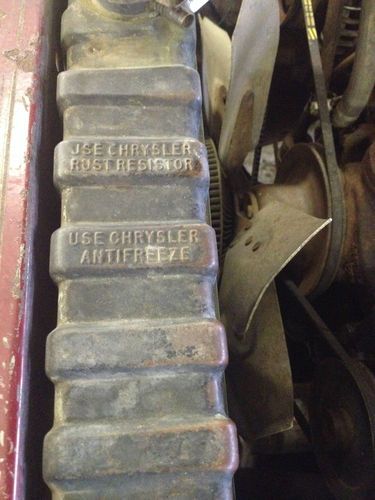 USE CHRYSLER
RUST RESISTOR
USE CHRYSLER
ANTIFREEZE